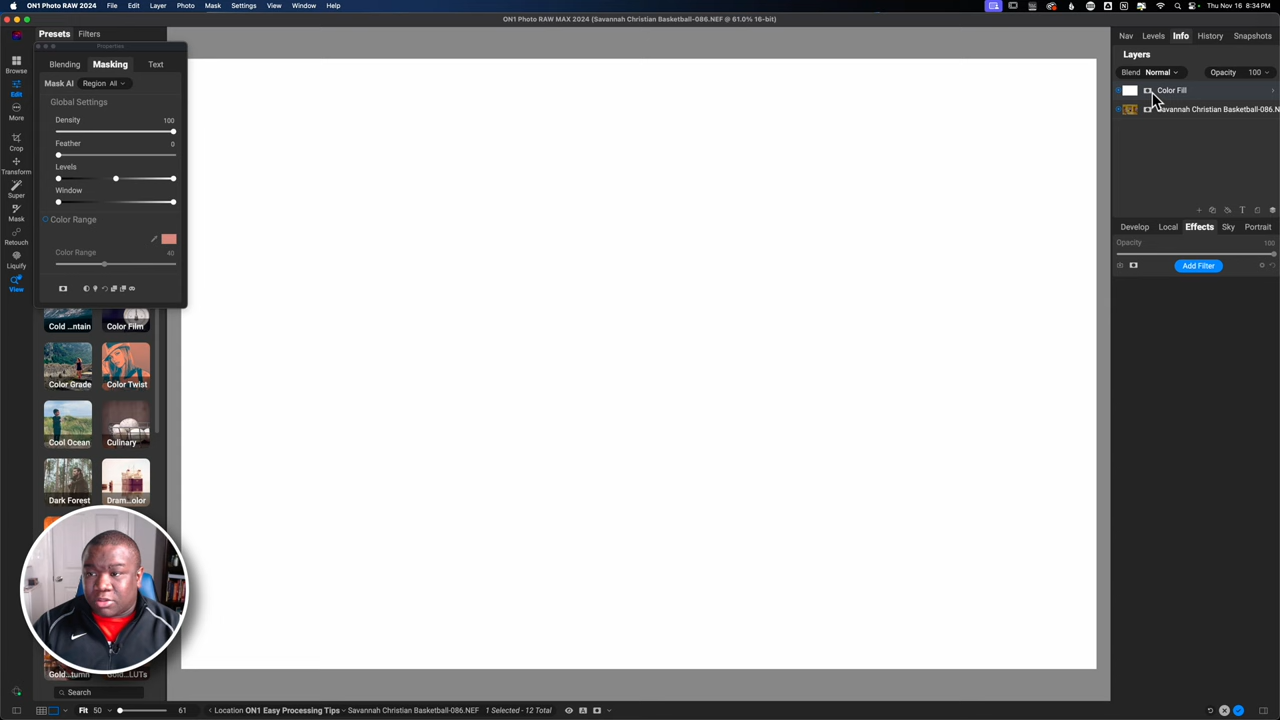 ON1 Photo RAW 2024 File Edit Layer Photo Mask Settings View Window Help
Thu Nov 16 8:34 PM
ON1 Photo RAW MAX 2024 (Savannah Christian Basketball-086.NEF @ 61.0% 16-bit)
Presets Filters
Nav Levels Info History Snapshots
Properties
Layers
Blending Masking Text
Browse
Blend Normal Opacity 100
Mask AI Region All
Color Fill
Edit
Global Settings
Savannah Christian Basketball-086.N
More
Density 100
Feather 0
Crop
Levels
Transform
Window
Super
Mask
Color Range
Develop Local Effects Sky Portrait
Retouch
Opacity 100
Color Range 40
Liquify
Add Filter
View
Cold ...ntain Color Film
Color Grade Color Twist
Cool Ocean Culinary
Dark Forest Dram...olor
Gold...tumn Gold...LUTs
Search
Fit 50 61 Location ON1 Easy Processing Tips Savannah Christian Basketball-086.NEF 1 Selected - 12 Total